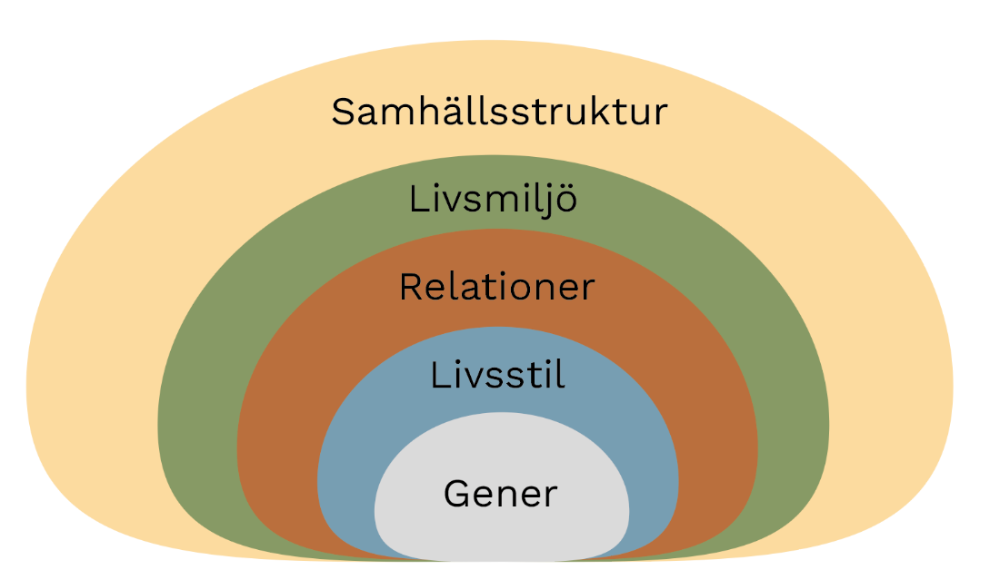 Samhällsstruktur
Livsmiljö
Relationer
Livsstil
Gener